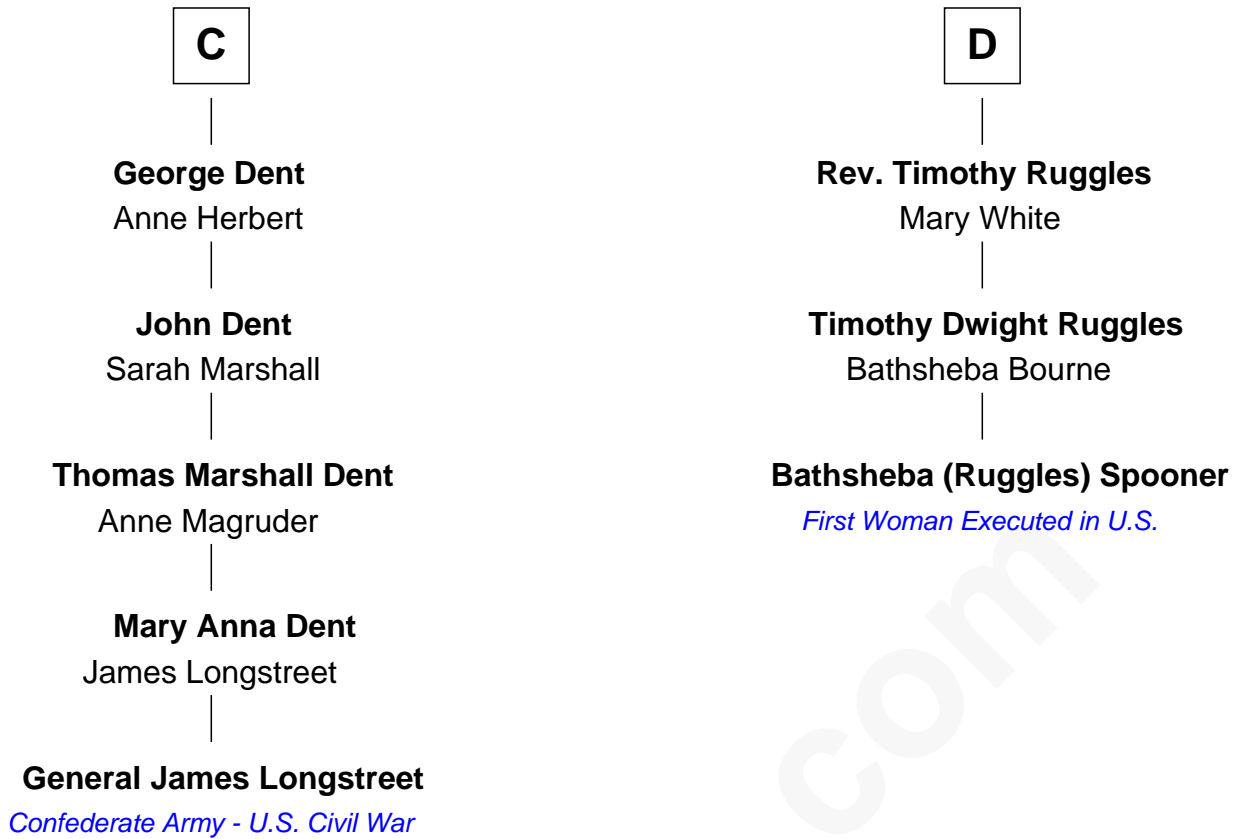 C
George Dent
Anne Herbert
John Dent
Sarah Marshall
Thomas Marshall Dent
Anne Magruder
Mary Anna Dent
James Longstreet
General James Longstreet
Confederate Army - U.S. Civil War
D
Rev. Timothy Ruggles
Mary White
Timothy Dwight Ruggles
Bathsheba Bourne
Bathsheba (Ruggles) Spooner
First Woman Executed in U.S.
com